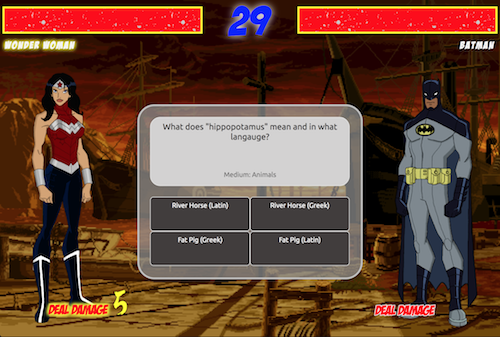 29
WONDER WOMAN
BATMAN
What does "hippopotamus" mean and in what
langauge?
Medium: Animals
River Horse (Latin)
River Horse (Greek)
Fat Pig (Greek)
Fat Pig (Latin)
DEAL DAMAGE 5
DEAL DAMAGE